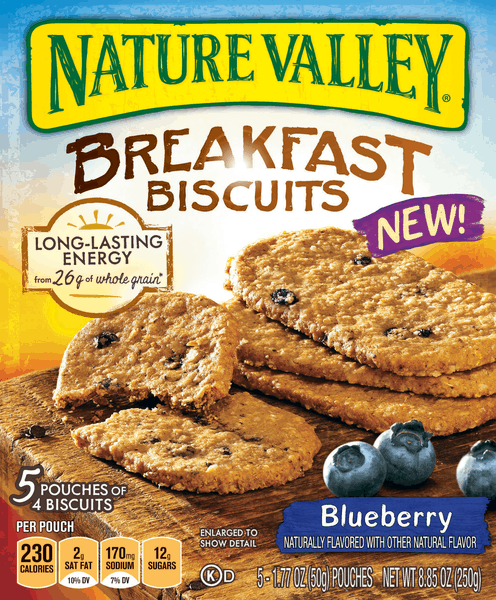 NATURE VALLEY®
BREAKFAST
BISCUITS
NEW!
LONG-LASTING
ENERGY
from 26g of whole grain*
5 POUCHES OF
4 BISCUITS
PER POUCH
230
CALORIES
2g
SAT FAT
10% DV
170mg
SODIUM
7% DV
12g
SUGARS
ENLARGED TO
SHOW DETAIL
K D
Blueberry
NATURALLY FLAVORED WITH OTHER NATURAL FLAVOR
5 - 1.77 OZ (50g) POUCHES NET WT 8.85 OZ (250g)